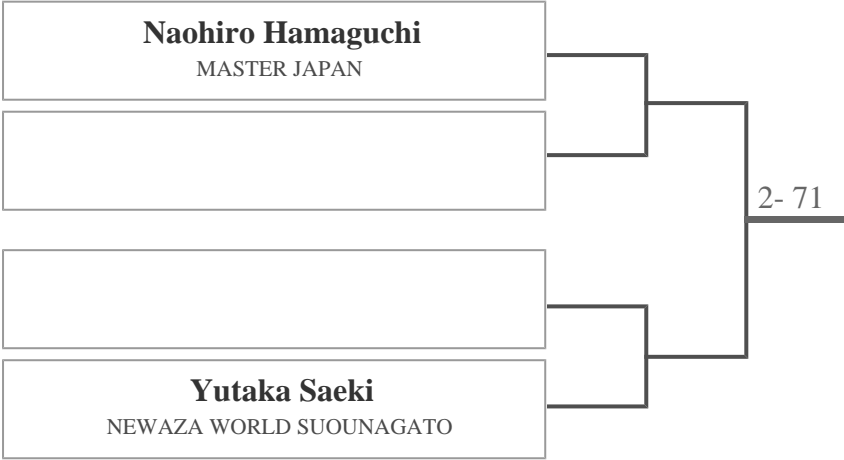 Naohiro Hamaguchi
MASTER JAPAN
2- 71
Yutaka Saeki
NEWAZA WORLD SUOUNAGATO